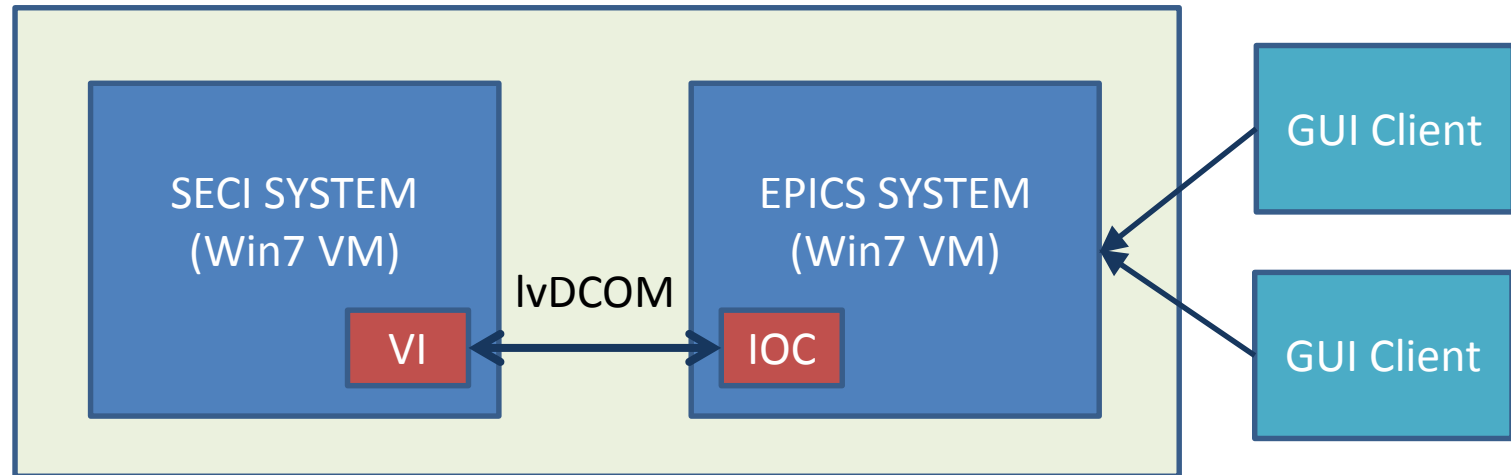 SECI SYSTEM
(Win7 VM)
VI
lvDCOM
EPICS SYSTEM
(Win7 VM)
IOC
GUI Client
GUI Client